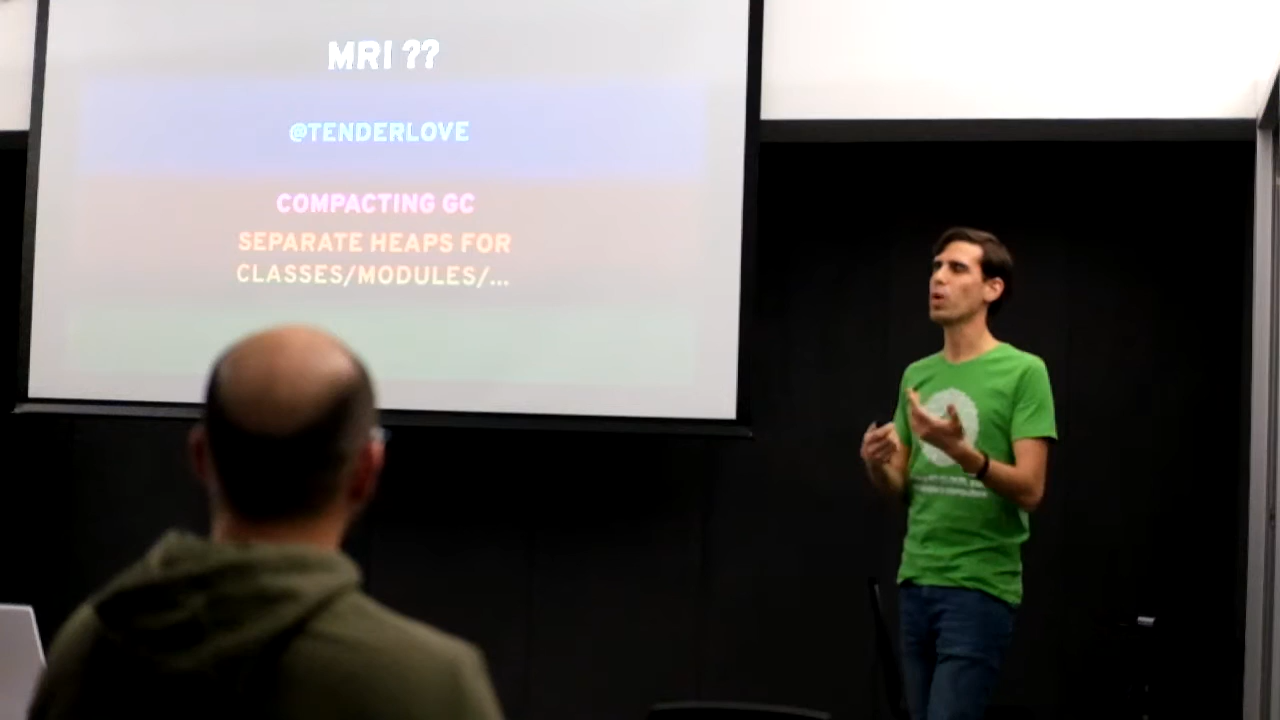 MRI ??
@TENDERLOVE
COMPACTING GC
SEPARATE HEAPS FOR
CLASSES/MODULES/...